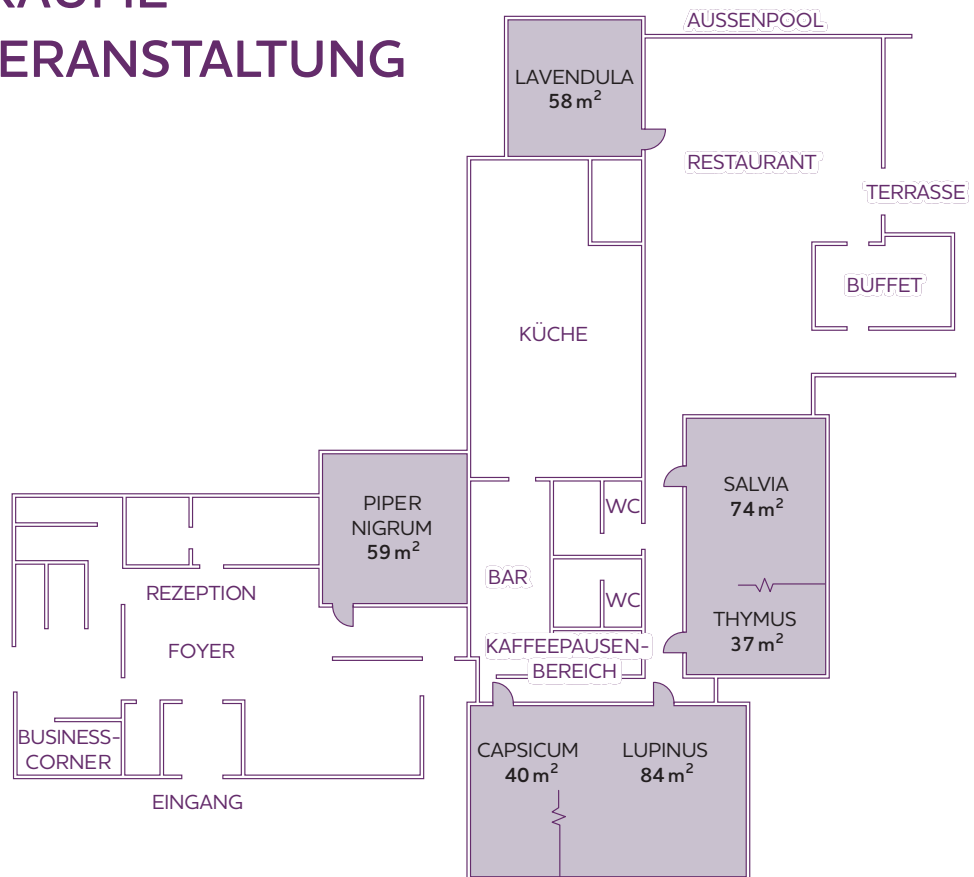 RÄUME
ERANSTALTUNG
AUSSENPOOL
LAVENDULA
58 m²
RESTAURANT
TERRASSE
BUFFET
KÜCHE
SALVIA
74 m²
PIPER
NIGRUM
59 m²
WC
BAR
REZEPTION
WC
THYMUS
37 m²
FOYER
KAFFEEPAUSEN-
BEREICH
BUSINESS-
CORNER
CAPSICUM
40 m²
LUPINUS
84 m²
EINGANG